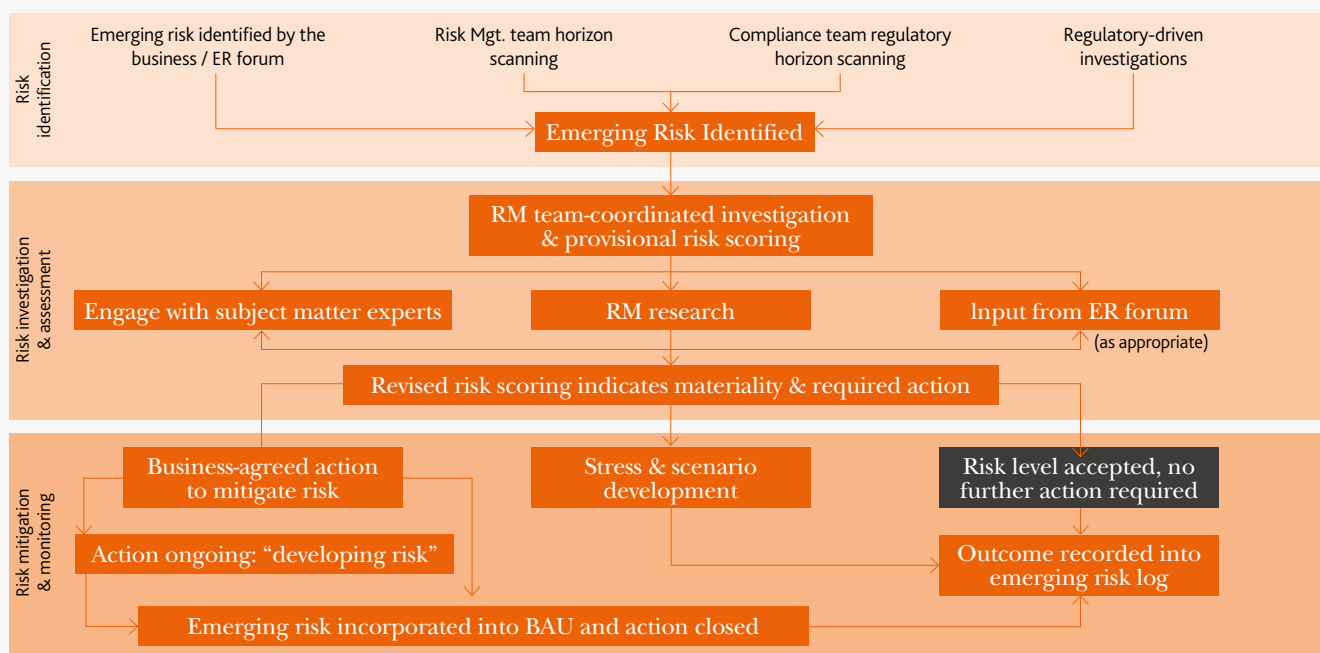 Risk
identification
Emerging risk identified by the
business / ER forum
Risk Mgt. team horizon
scanning
Compliance team regulatory
horizon scanning
Regulatory-driven
investigations
Emerging Risk Identified
Risk investigation
& assessment
RM team-coordinated investigation
& provisional risk scoring
Engage with subject matter experts
RM research
Input from ER forum
(as appropriate)
Revised risk scoring indicates materiality & required action
Risk mitigation
& monitoring
Business-agreed action
to mitigate risk
Stress & scenario
development
Risk level accepted, no
further action required
Action ongoing: “developing risk”
Outcome recorded into
emerging risk log
Emerging risk incorporated into BAU and action closed